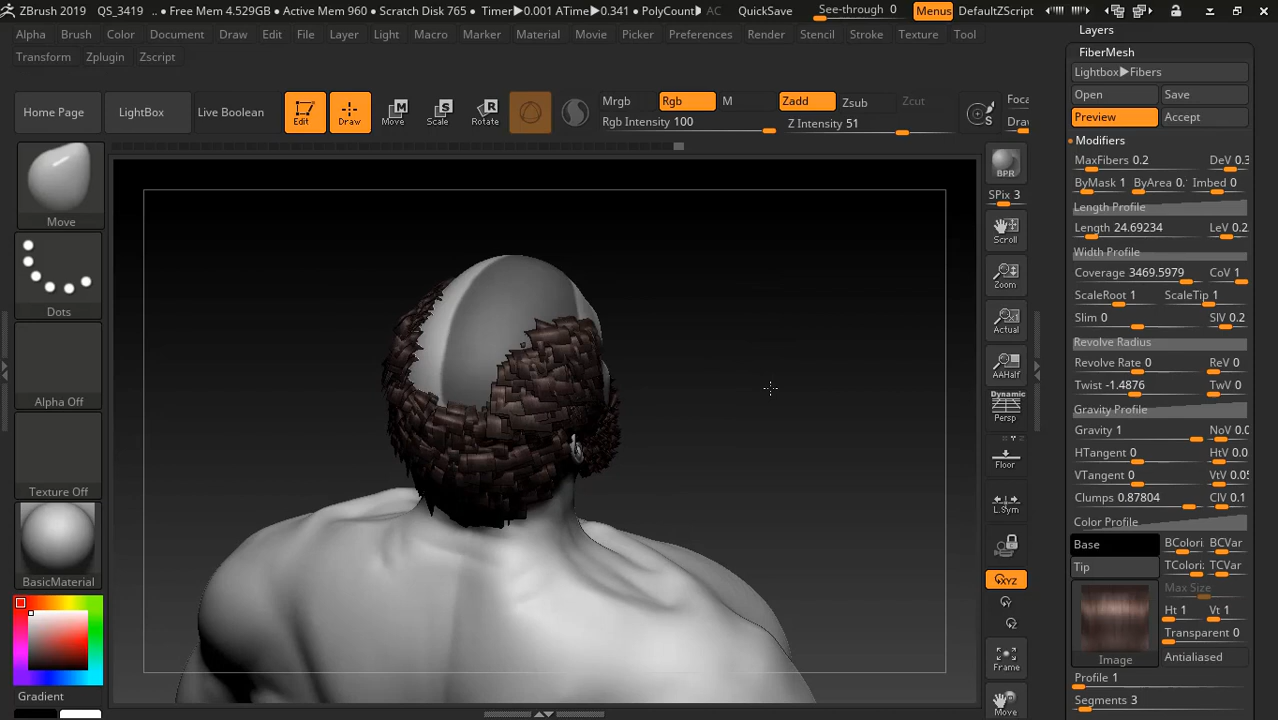 ZBrush 2019 QS_3419 .. • Free Mem 4.529GB • Active Mem 960 • Scratch Disk 765 • Timer▶0.001 ATime▶0.341 • PolyCount▶ QuickSave See-through 0 Menus DefaultZScript
Alpha Brush Color Document Draw Edit File Layer Light Macro Marker Material Movie Picker Preferences Render Stencil Stroke Texture Tool
Transform Zplugin Zscript
Home Page LightBox Live Boolean Edit Draw Move Scale Rotate
M S R
Mrgb Rgb M Zadd Zsub Zcut Foca
Rgb Intensity 100 Z Intensity 51 Draw
S
Move
Dots
Alpha Off
Texture Off
BasicMaterial
Gradient
BPR
SPix 3
Scroll
Zoom
Actual
AAHalf
Dynamic
Persp
Floor
L.Sym
XYZ
Y
Z
Frame
Move
Layers
FiberMesh
Lightbox▶Fibers
Open Save
Preview Accept
Modifiers
MaxFibers 0.2 DeV 0.3
ByMask 1 ByArea 0. Imbed 0
Length Profile
Length 24.69234 LeV 0.2
Width Profile
Coverage 3469.5979 CoV 1
ScaleRoot 1 ScaleTip 1
Slim 0 SlV 0.2
Revolve Radius
Revolve Rate 0 ReV 0
Twist -1.4876 TwV 0
Gravity Profile
Gravity 1 NoV 0.0
HTangent 0 HtV 0.0
VTangent 0 VtV 0.05
Clumps 0.87804 ClV 0.1
Color Profile
Base BColori BCVar
Tip TColori TCVar
Max Size
Ht 1 Vt 1
Transparent 0
Image Antialiased
Profile 1
Segments 3